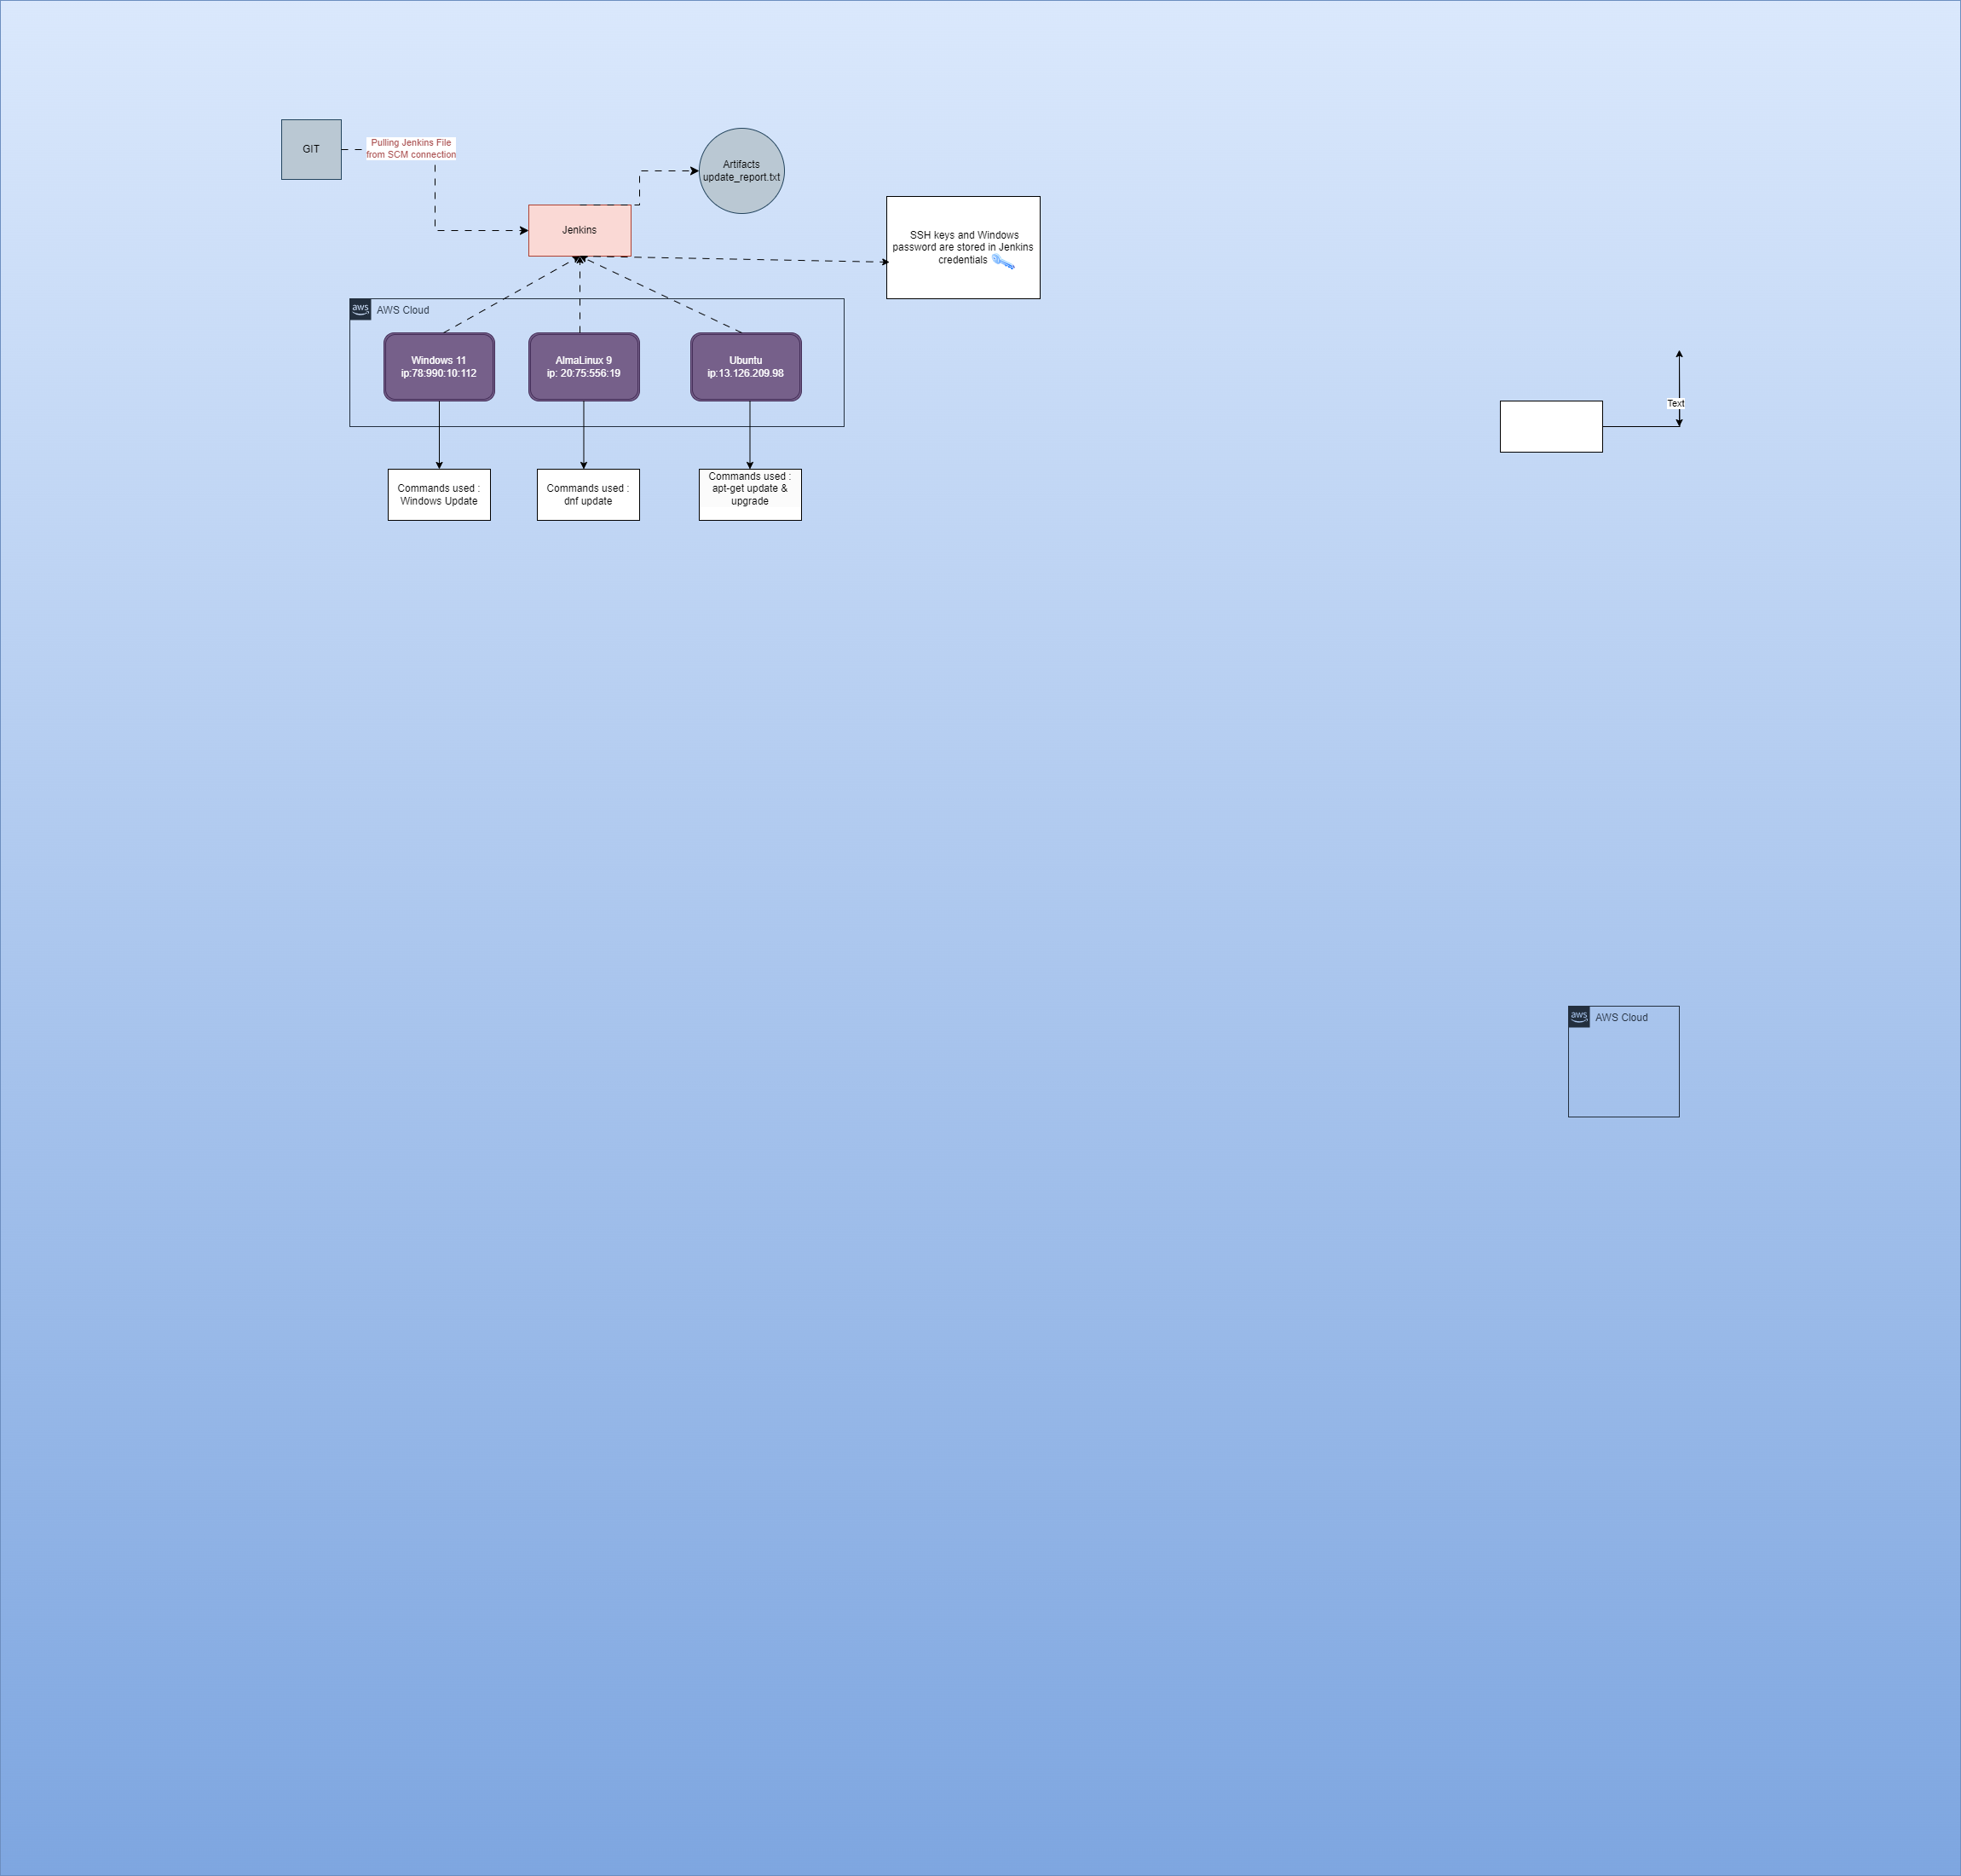 GIT
Pulling Jenkins File
from SCM connection
Artifacts
update_report.txt
Jenkins
SSH keys and Windows
password are stored in Jenkins
credentials
aws
AWS Cloud
Windows 11
ip:78:990:10:112
AlmaLinux 9
ip: 20:75:556:19
Ubuntu
ip:13.126.209.98
Text
Commands used :
Windows Update
Commands used :
dnf update
Commands used :
apt-get update &
upgrade
aws
AWS Cloud